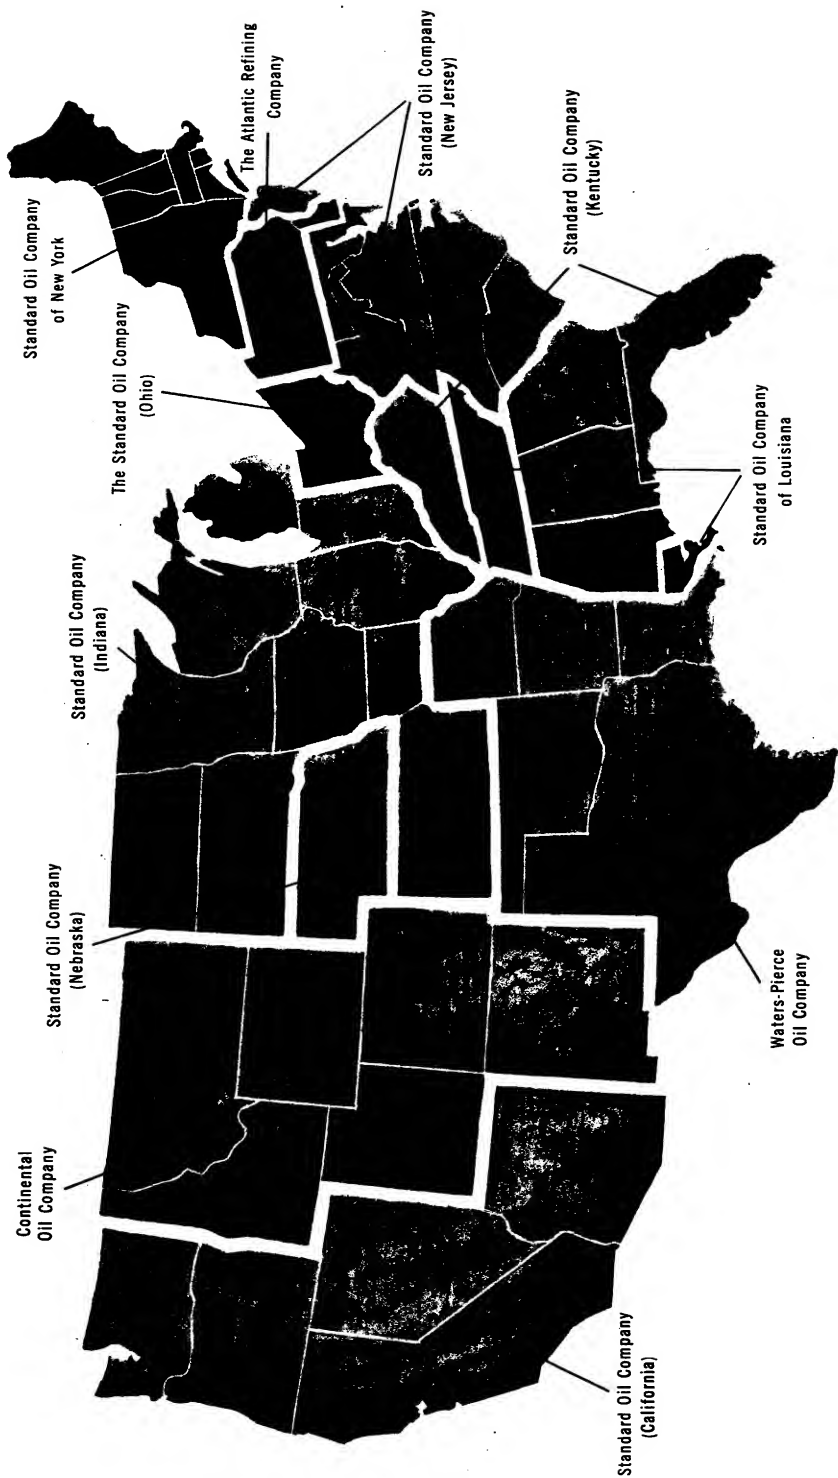 Continental
Oil Company
Standard Oil Company
(Nebraska)
Standard Oil Company
(Indiana)
The Standard Oil Company
(Ohio)
Standard Oil Company
of New York
The Atlantic Refining
Company
Standard Oil Company
(New Jersey)
Standard Oil Company
(Kentucky)
Standard Oil Company
of Louisiana
Waters-Pierce
Oil Company
Standard Oil Company
(California)